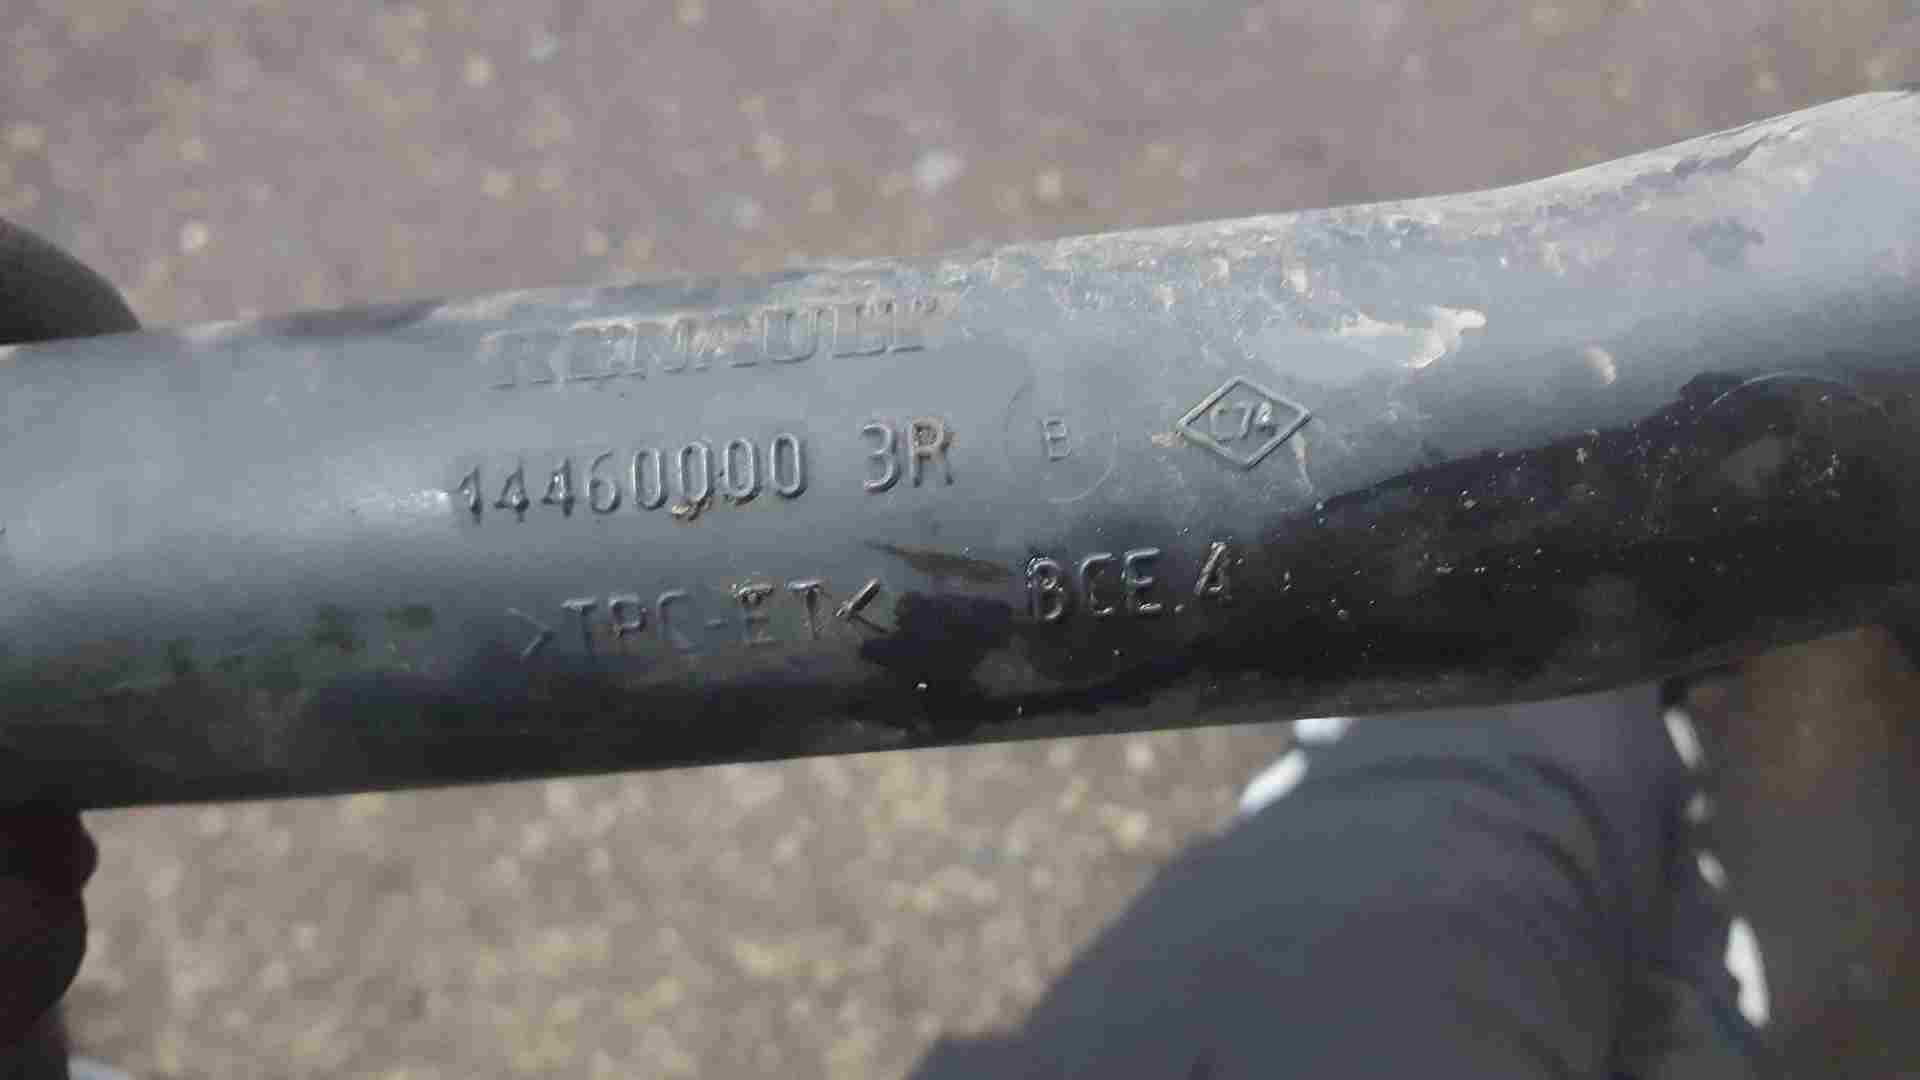 RENAULT
14460000 3R B C74
>TPC-ET< BCE.4